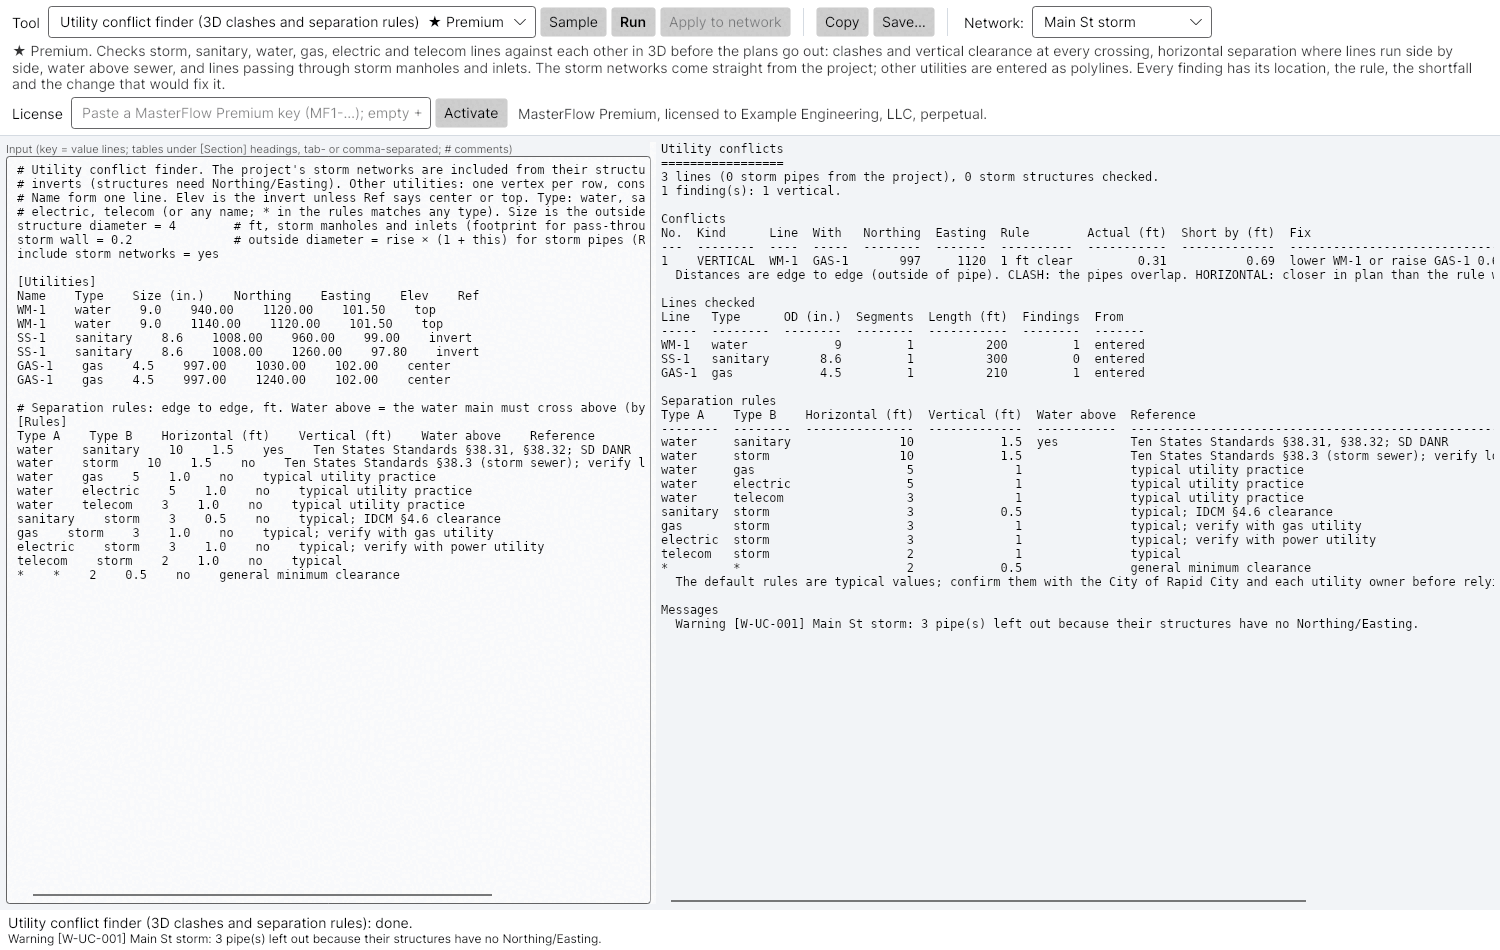 Tool Utility conflict finder (3D clashes and separation rules) ★ Premium Sample Run Apply to network Copy Save... Network: Main St storm
★ Premium. Checks storm, sanitary, water, gas, electric and telecom lines against each other in 3D before the plans go out: clashes and vertical clearance at every crossing, horizontal separation where lines run side by
side, water above sewer, and lines passing through storm manholes and inlets. The storm networks come straight from the project; other utilities are entered as polylines. Every finding has its location, the rule, the shortfall
and the change that would fix it.
License Paste a MasterFlow Premium key (MF1-...); empty + Activate MasterFlow Premium, licensed to Example Engineering, LLC, perpetual.
Input (key = value lines; tables under [Section] headings, tab- or comma-separated; # comments)
# Utility conflict finder. The project's storm networks are included from their structu
# inverts (structures need Northing/Easting). Other utilities: one vertex per row, cons
# Name form one line. Elev is the invert unless Ref says center or top. Type: water, sa
# electric, telecom (or any name; * in the rules matches any type). Size is the outside
structure diameter = 4 # ft, storm manholes and inlets (footprint for pass-throu
storm wall = 0.2 # outside diameter = rise × (1 + this) for storm pipes (R
include storm networks = yes
[Utilities]
Name Type Size (in.) Northing Easting Elev Ref
WM-1 water 9.0 940.00 1120.00 101.50 top
WM-1 water 9.0 1140.00 1120.00 101.50 top
SS-1 sanitary 8.6 1008.00 960.00 99.00 invert
SS-1 sanitary 8.6 1008.00 1260.00 97.80 invert
GAS-1 gas 4.5 997.00 1030.00 102.00 center
GAS-1 gas 4.5 997.00 1240.00 102.00 center
# Separation rules: edge to edge, ft. Water above = the water main must cross above (by
[Rules]
Type A Type B Horizontal (ft) Vertical (ft) Water above Reference
water sanitary 10 1.5 yes Ten States Standards §38.31, §38.32; SD DANR
water storm 10 1.5 no Ten States Standards §38.3 (storm sewer); verify l
water gas 5 1.0 no typical utility practice
water electric 5 1.0 no typical utility practice
water telecom 3 1.0 no typical utility practice
sanitary storm 3 0.5 no typical; IDCM §4.6 clearance
gas storm 3 1.0 no typical; verify with gas utility
electric storm 3 1.0 no typical; verify with power utility
telecom storm 2 1.0 no typical
* * 2 0.5 no general minimum clearance
Utility conflicts
=================
3 lines (0 storm pipes from the project), 0 storm structures checked.
1 finding(s): 1 vertical.
Conflicts
No. Kind Line With Northing Easting Rule Actual (ft) Short by (ft) Fix
--- -------- ---- ----- -------- ------- ---------- ----------- ------------- ----------------------------
1 VERTICAL WM-1 GAS-1 997 1120 1 ft clear 0.31 0.69 lower WM-1 or raise GAS-1 0.6
Distances are edge to edge (outside of pipe). CLASH: the pipes overlap. HORIZONTAL: closer in plan than the rule w
Lines checked
Line Type OD (in.) Segments Length (ft) Findings From
----- -------- -------- -------- ----------- -------- -------
WM-1 water 9 1 200 1 entered
SS-1 sanitary 8.6 1 300 0 entered
GAS-1 gas 4.5 1 210 1 entered
Separation rules
Type A Type B Horizontal (ft) Vertical (ft) Water above Reference
-------- -------- --------------- ------------- ----------- --------------------------------------------------
water sanitary 10 1.5 yes Ten States Standards §38.31, §38.32; SD DANR
water storm 10 1.5 Ten States Standards §38.3 (storm sewer); verify lo
water gas 5 1 typical utility practice
water electric 5 1 typical utility practice
water telecom 3 1 typical utility practice
sanitary storm 3 0.5 typical; IDCM §4.6 clearance
gas storm 3 1 typical; verify with gas utility
electric storm 3 1 typical; verify with power utility
telecom storm 2 1 typical
* * 2 0.5 general minimum clearance
The default rules are typical values; confirm them with the City of Rapid City and each utility owner before relyi
Messages
Warning [W-UC-001] Main St storm: 3 pipe(s) left out because their structures have no Northing/Easting.
Utility conflict finder (3D clashes and separation rules): done.
Warning [W-UC-001] Main St storm: 3 pipe(s) left out because their structures have no Northing/Easting.